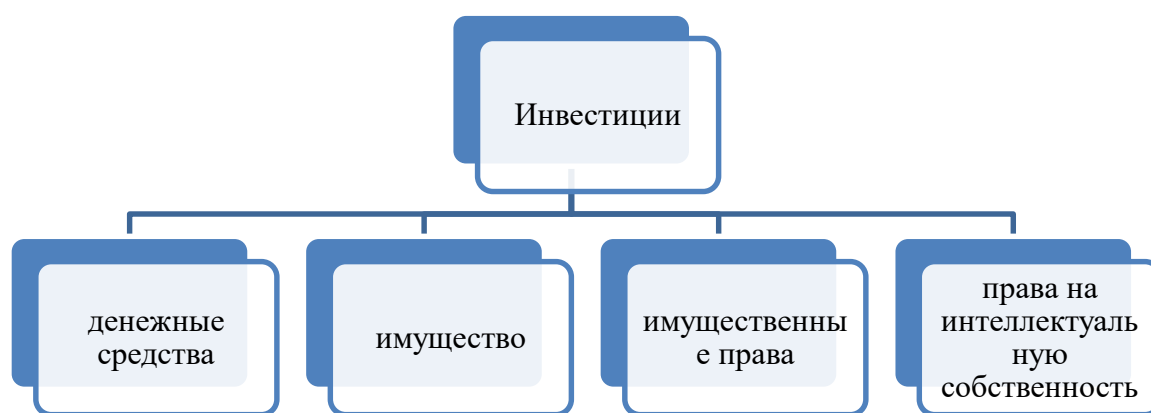 Инвестиции
денежные
средства
имущество
имущественны
е права
права на
интеллектуаль
ную
собственность